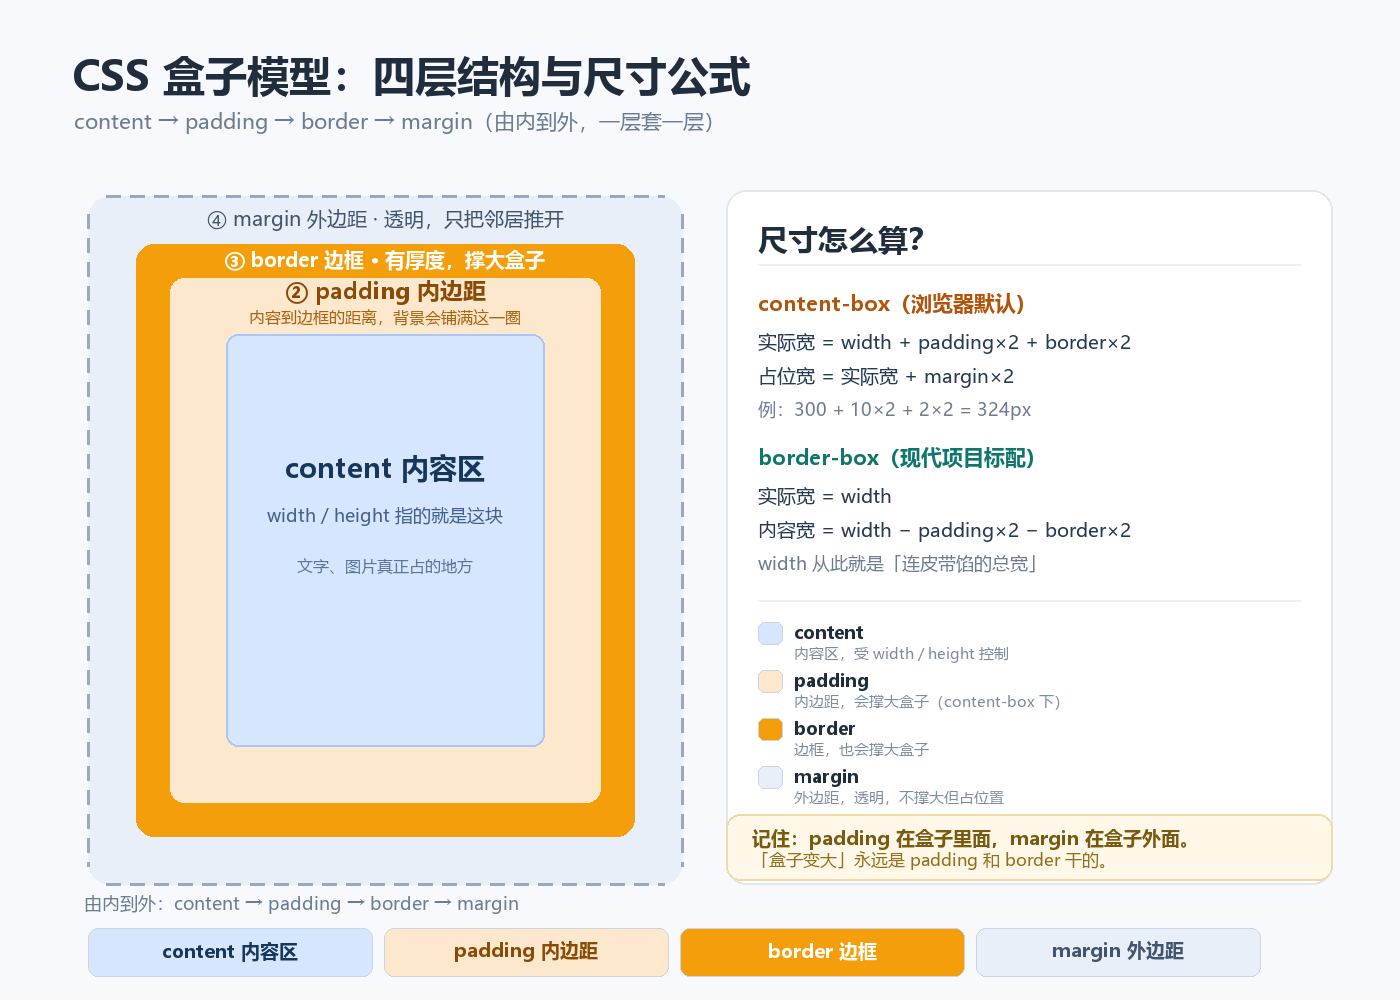 CSS 盒子模型：四层结构与尺寸公式
content → padding → border → margin（由内到外，一层套一层）
④ margin 外边距 · 透明，只把邻居推开
③ border 边框 • 有厚度，撑大盒子
② padding 内边距
内容到边框的距离，背景会铺满这一圈
content 内容区
width / height 指的就是这块
文字、图片真正占的地方
尺寸怎么算？
content-box（浏览器默认）
实际宽 = width + padding×2 + border×2
占位宽 = 实际宽 + margin×2
例：300 + 10×2 + 2×2 = 324px
border-box（现代项目标配）
实际宽 = width
内容宽 = width − padding×2 − border×2
width 从此就是「连皮带馅的总宽」
content
内容区，受 width / height 控制
padding
内边距，会撑大盒子（content-box 下）
border
边框，也会撑大盒子
margin
外边距，透明，不撑大但占位置
记住：padding 在盒子里面，margin 在盒子外面。
「盒子变大」永远是 padding 和 border 干的。
由内到外：content → padding → border → margin
content 内容区
padding 内边距
border 边框
margin 外边距